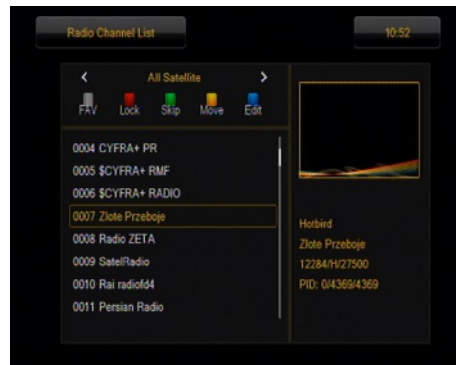 Radio Channel List
10:52
All Satellite
FAV Lock Skip Move Edit
0004 CYFRA+ PR
0005 $CYFRA+ RMF
0006 $CYFRA+ RADIO
0007 Zlote Przeboje
0008 Radio ZETA
0009 SatelRadio
0010 Rai radiofd4
0011 Persian Radio
Hotbird
Zlote Przeboje
12284/H/27500
PID: 0/4369/4369